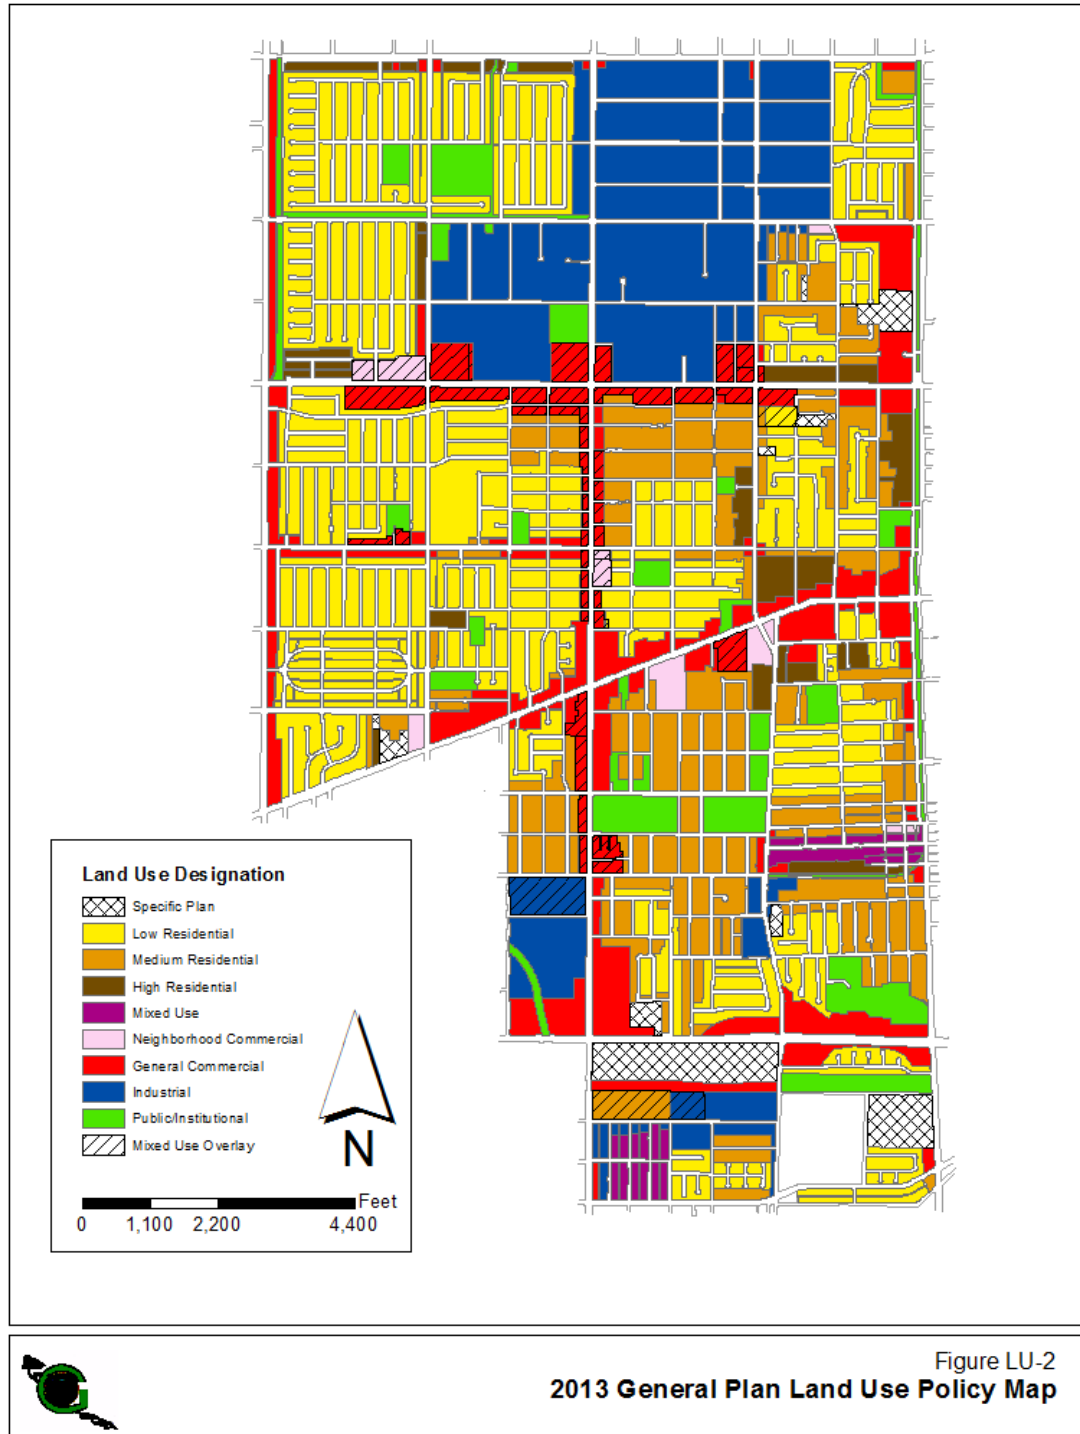 Land Use Designation
Specific Plan
Low Residential
Medium Residential
High Residential
Mixed Use
Neighborhood Commercial
General Commercial
Industrial
Public/Institutional
Mixed Use Overlay
N
Feet
0 1,100 2,200 4,400
G
Figure LU-2
2013 General Plan Land Use Policy Map